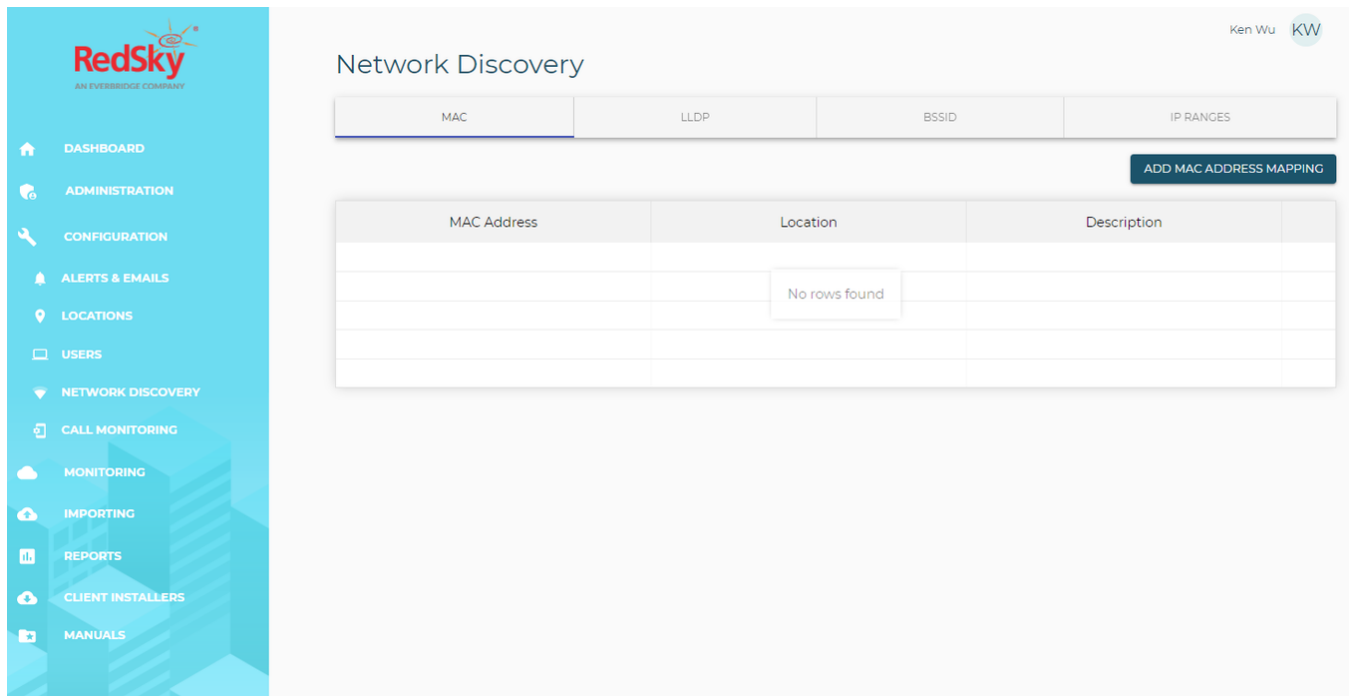 RedSky
AN EVERBRIDGE COMPANY
DASHBOARD
ADMINISTRATION
CONFIGURATION
ALERTS & EMAILS
LOCATIONS
USERS
NETWORK DISCOVERY
CALL MONITORING
MONITORING
IMPORTING
REPORTS
CLIENT INSTALLERS
MANUALS
Ken Wu KW
Network Discovery
MAC LLDP BSSID IP RANGES
ADD MAC ADDRESS MAPPING
MAC Address Location Description
No rows found